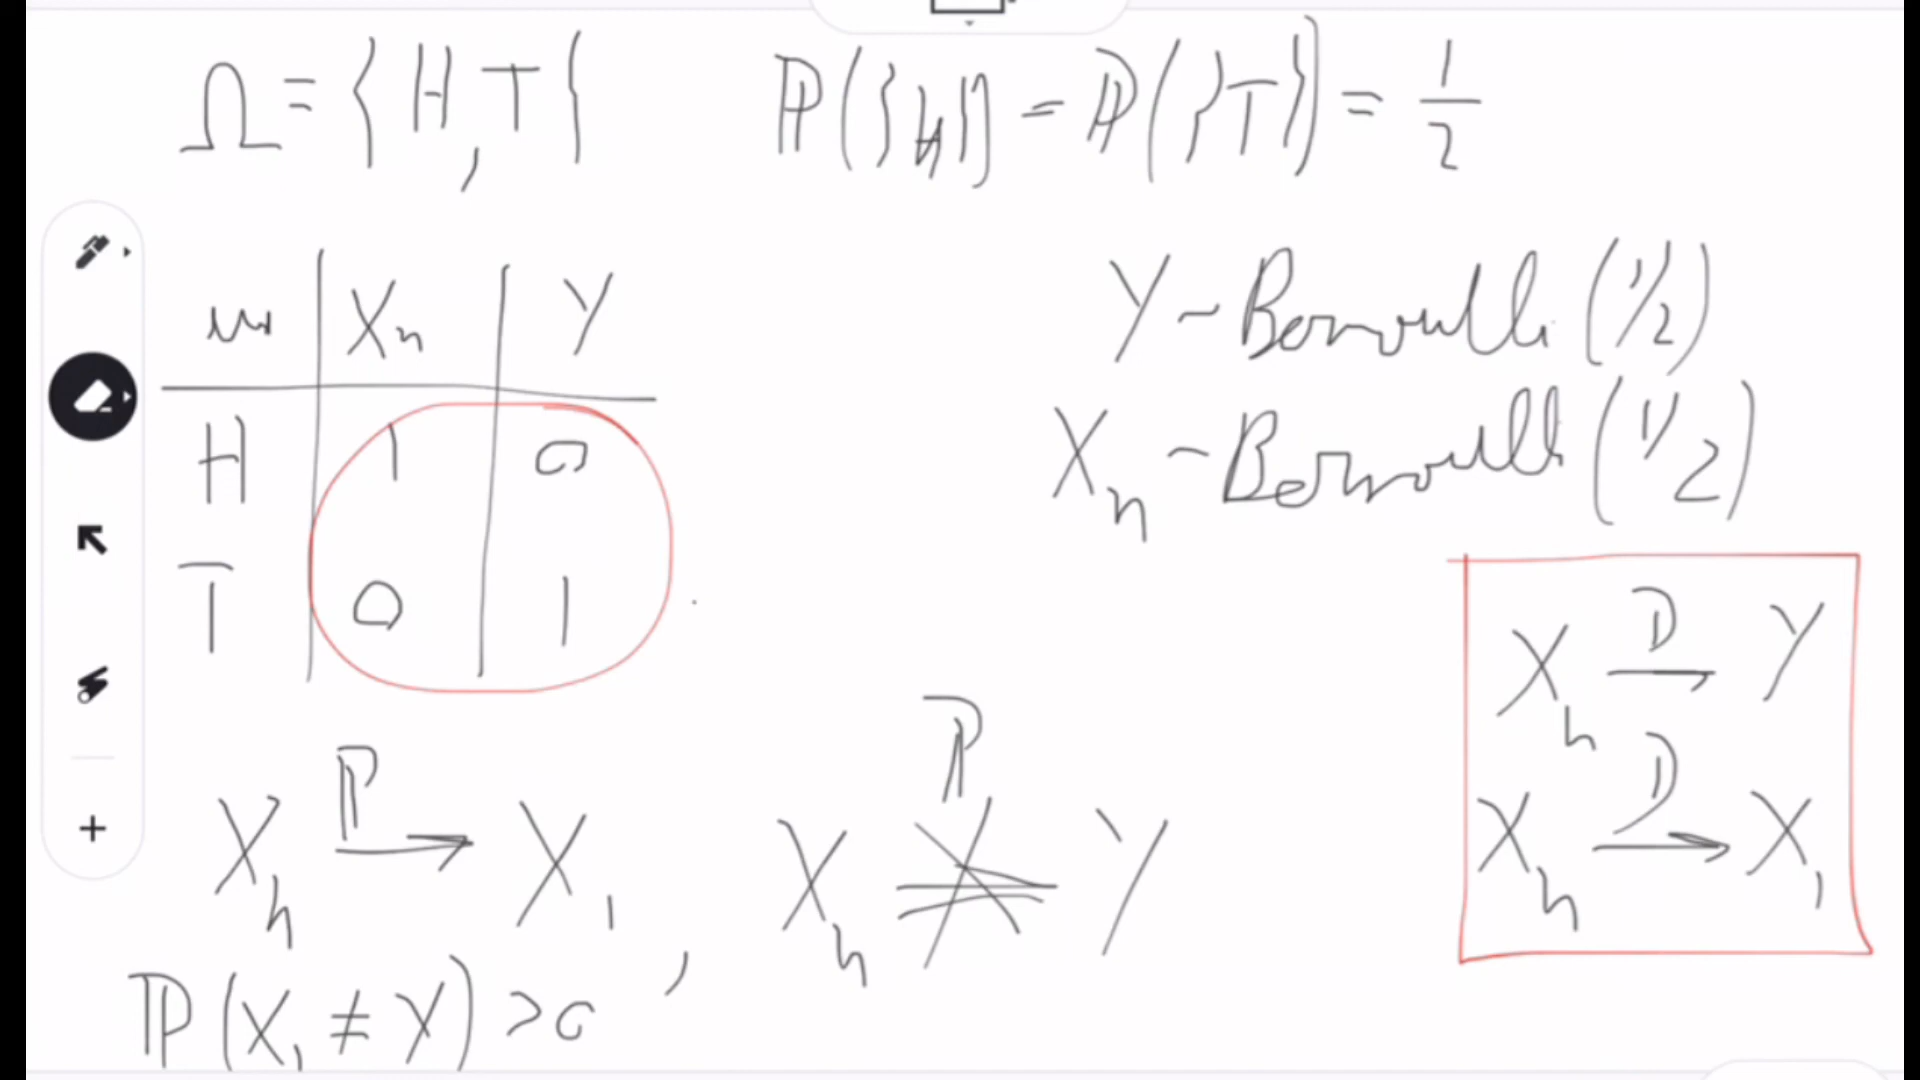 Ω = { H, T }    ℙ({H}) = ℙ({T}) = 1/2
ω | Xₙ | Y
H | 1 | 0
T | 0 | 1
Y ~ Bernoulli (1/2)
Xₙ ~ Bernoulli (1/2)
Xₙ —D→ Y
Xₙ —D→ X₁
Xₙ —P→ X₁ , Xₙ —P↛ Y
ℙ(X₁ ≠ Y) > 0